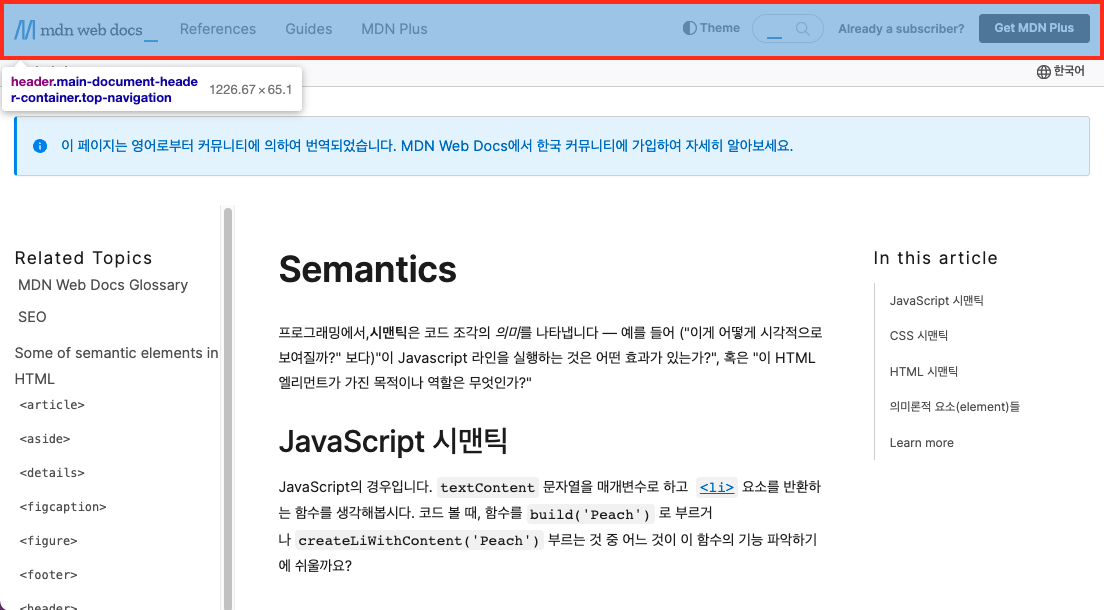 mdn web docs_
References
Guides
MDN Plus
Theme
Already a subscriber?
Get MDN Plus
header.main-document-heade
r-container.top-navigation
1226.67 × 65.1
한국어
이 페이지는 영어로부터 커뮤니티에 의하여 번역되었습니다. MDN Web Docs에서 한국 커뮤니티에 가입하여 자세히 알아보세요.
Related Topics
MDN Web Docs Glossary
SEO
Some of semantic elements in
HTML
<article>
<aside>
<details>
<figcaption>
<figure>
<footer>
<header>
Semantics
프로그래밍에서,시맨틱은 코드 조각의 의미를 나타냅니다 — 예를 들어 ("이게 어떻게 시각적으로
보여질까?" 보다)"이 Javascript 라인을 실행하는 것은 어떤 효과가 있는가?", 혹은 "이 HTML
엘리먼트가 가진 목적이나 역할은 무엇인가?"
JavaScript 시맨틱
JavaScript의 경우입니다. textContent 문자열을 매개변수로 하고 <li> 요소를 반환하
는 함수를 생각해봅시다. 코드 볼 때, 함수를 build('Peach') 로 부르거
나 createLiWithContent('Peach') 부르는 것 중 어느 것이 이 함수의 기능 파악하기
에 쉬울까요?
In this article
JavaScript 시맨틱
CSS 시맨틱
HTML 시맨틱
의미론적 요소(element)들
Learn more